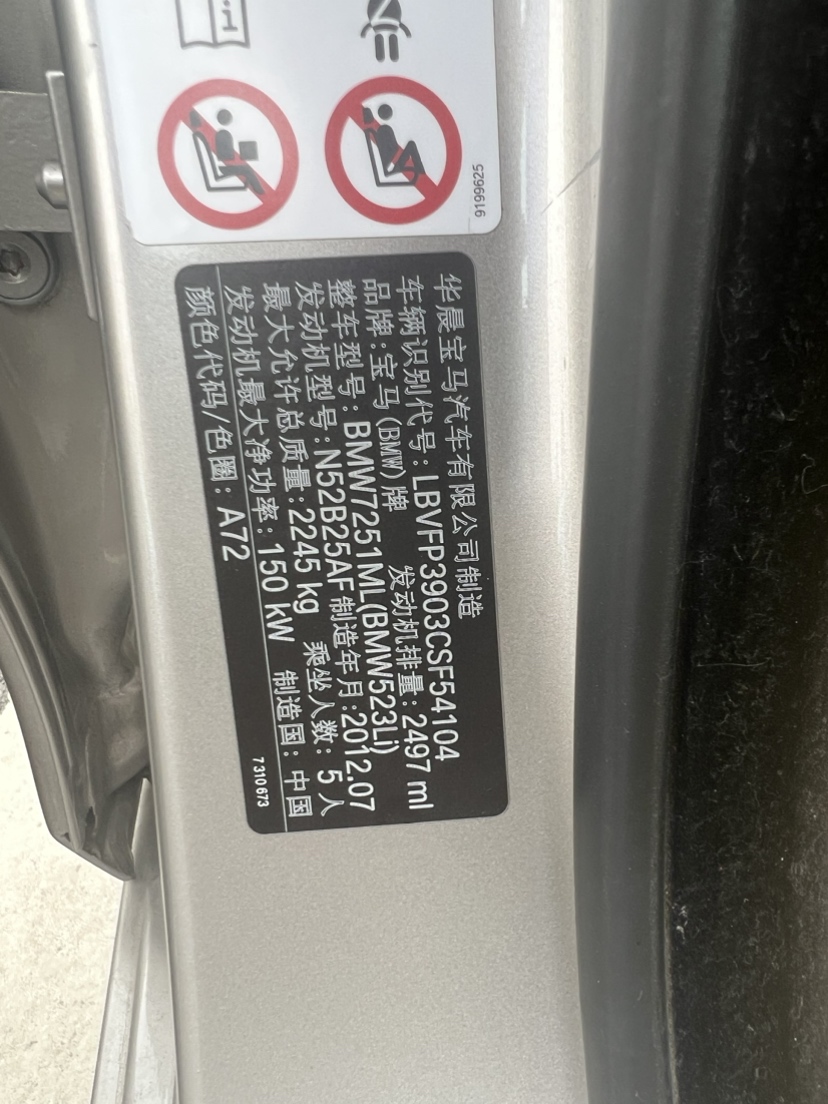 9199625
华晨宝马汽车有限公司制造
车辆识别代号: LBVFP3903CSF54104
品牌: 宝马(BMW)牌 发动机排量: 2497 ml
整车型号: BMW7251ML(BMW523Li)
发动机型号: N52B25AF 制造年月: 2012.07
最大允许总质量: 2245 kg 乘坐人数: 5 人
发动机最大净功率: 150 kW 制造国: 中国
颜色代码/色圈: A72
7 310 673